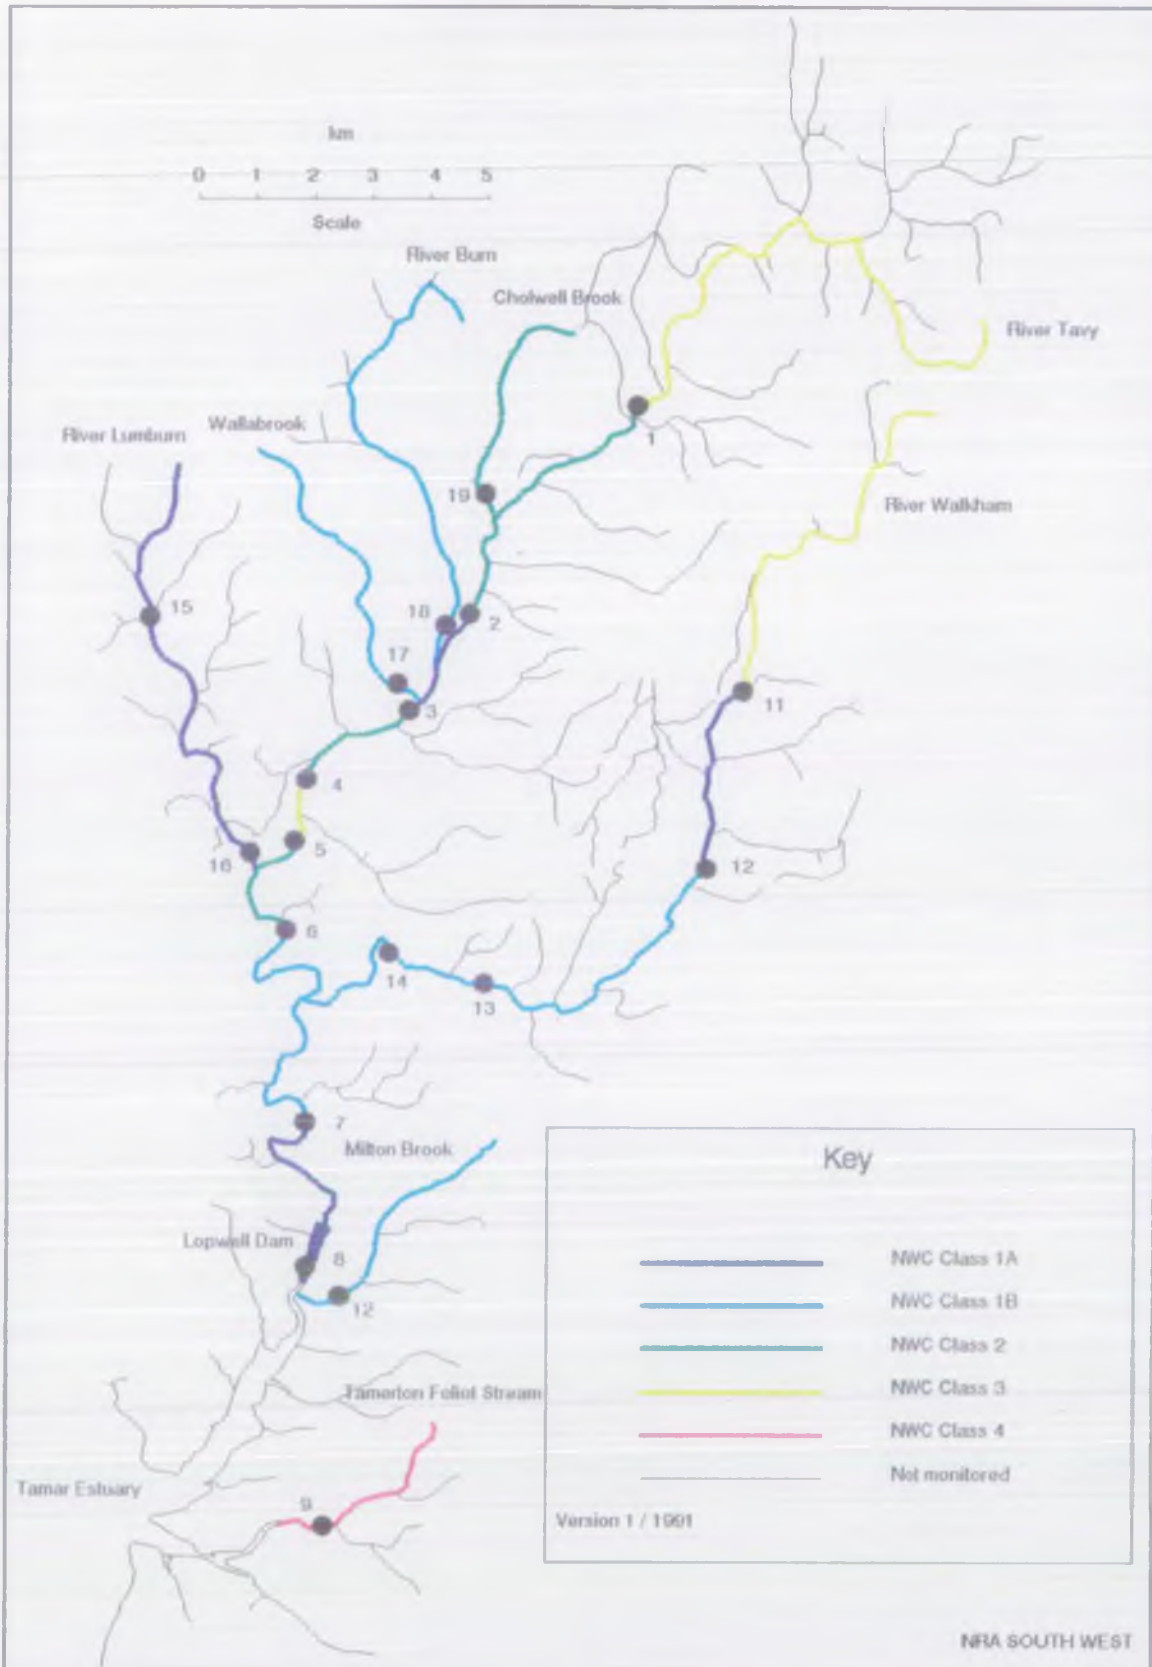 km
0 1 2 3 4 5
Scale
River Burn
Cholwell Brook
River Tavy
Wallabrook
River Lumburn
1
19
River Walkham
15
18
2
17
3
11
4
5
16
12
6
14
13
7
Milton Brook
Lopwell Dam
8
12
Tamerton Foliot Stream
Tamar Estuary
9
Key
NWC Class 1A
NWC Class 1B
NWC Class 2
NWC Class 3
NWC Class 4
Not monitored
Version 1 / 1991
NRA SOUTH WEST